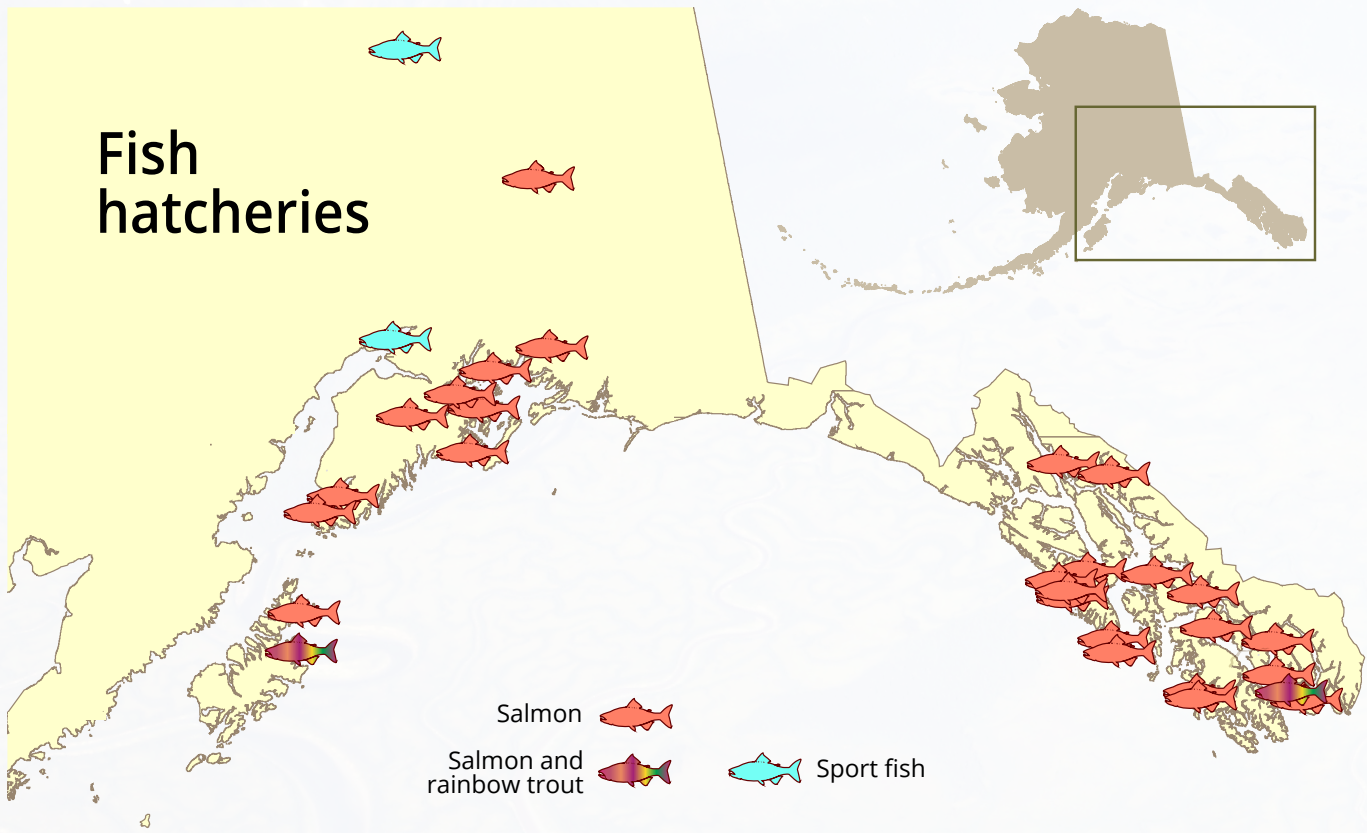 Fish
hatcheries
Salmon
Salmon and
rainbow trout
Sport fish